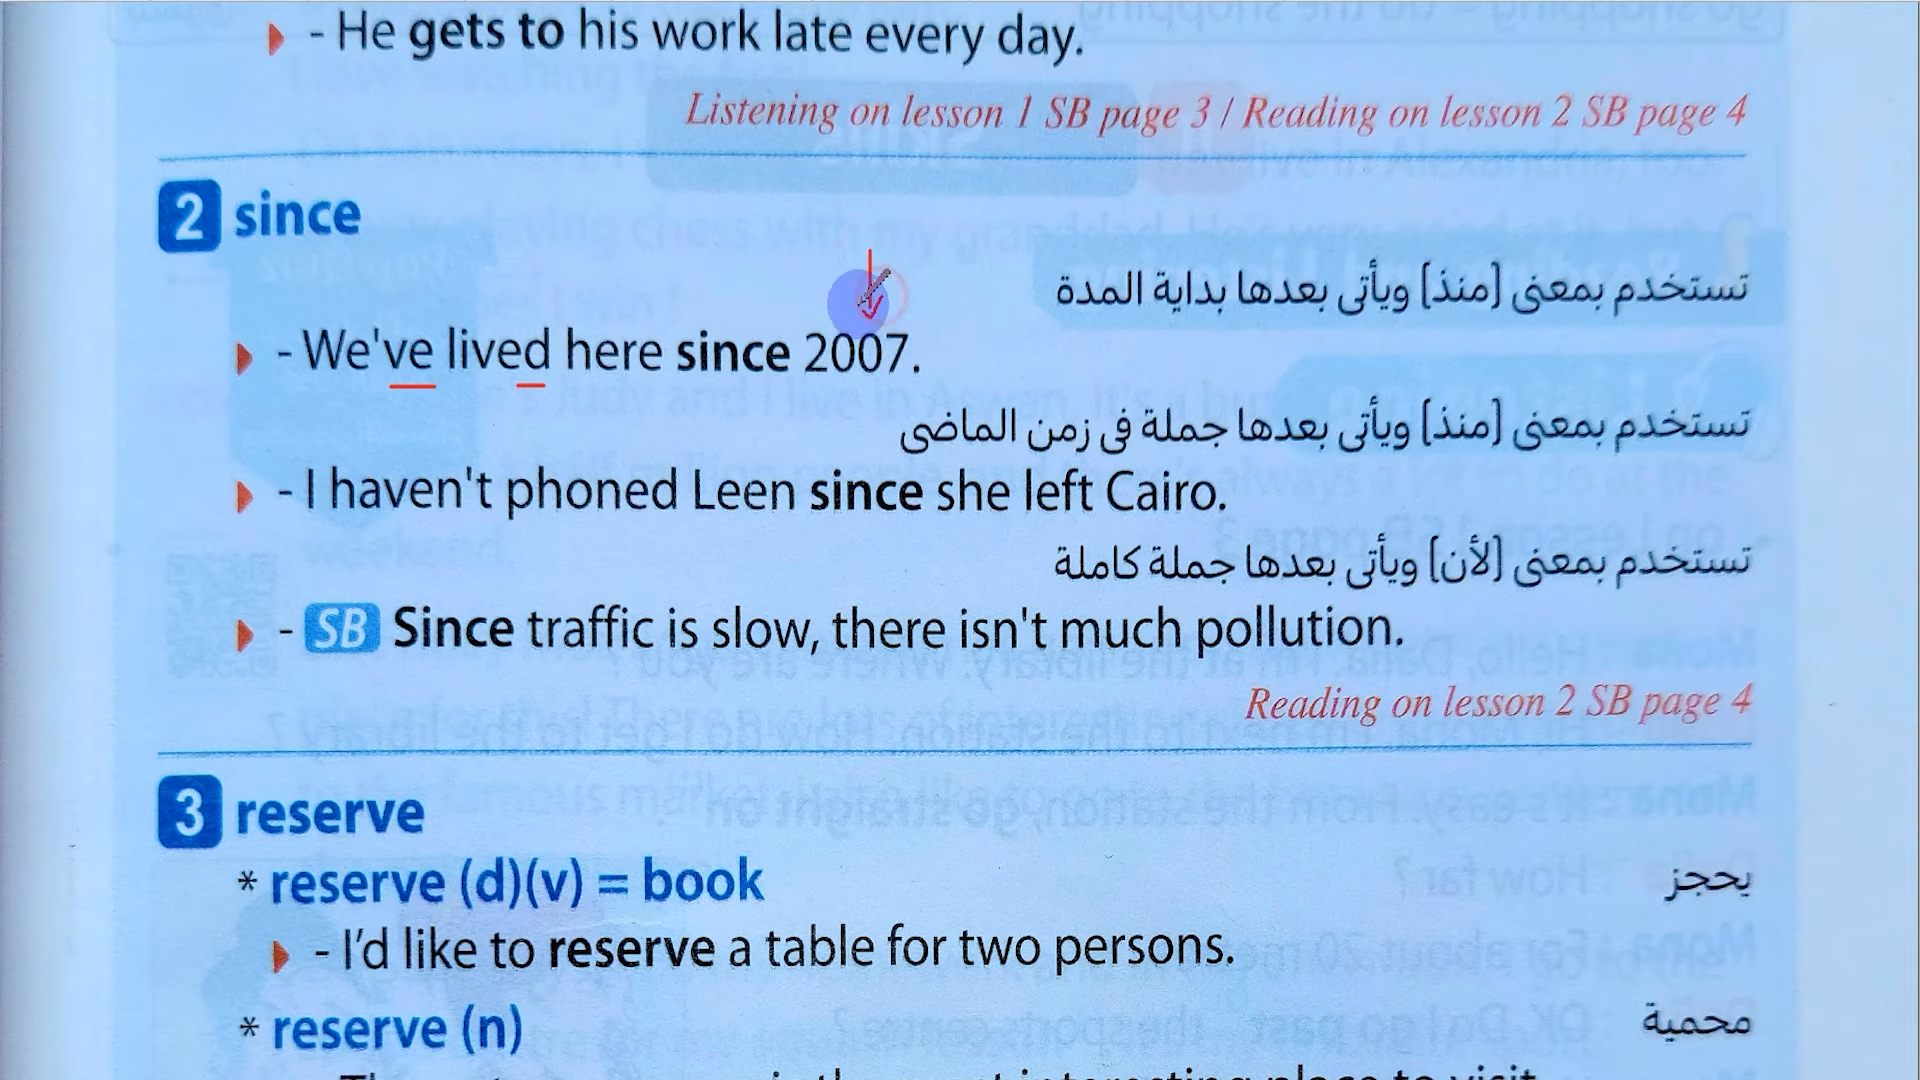 - He gets to his work late every day.
Listening on lesson 1 SB page 3 / Reading on lesson 2 SB page 4
2 since
تستخدم بمعنى [منذ] ويأتى بعدها بداية المدة
- We've lived here since 2007.
تستخدم بمعنى [منذ] ويأتى بعدها جملة فى زمن الماضى
- I haven't phoned Leen since she left Cairo.
تستخدم بمعنى [لأن] ويأتى بعدها جملة كاملة
- SB Since traffic is slow, there isn't much pollution.
Reading on lesson 2 SB page 4
3 reserve
* reserve (d)(v) = book يحجز
- I'd like to reserve a table for two persons.
* reserve (n) محمية